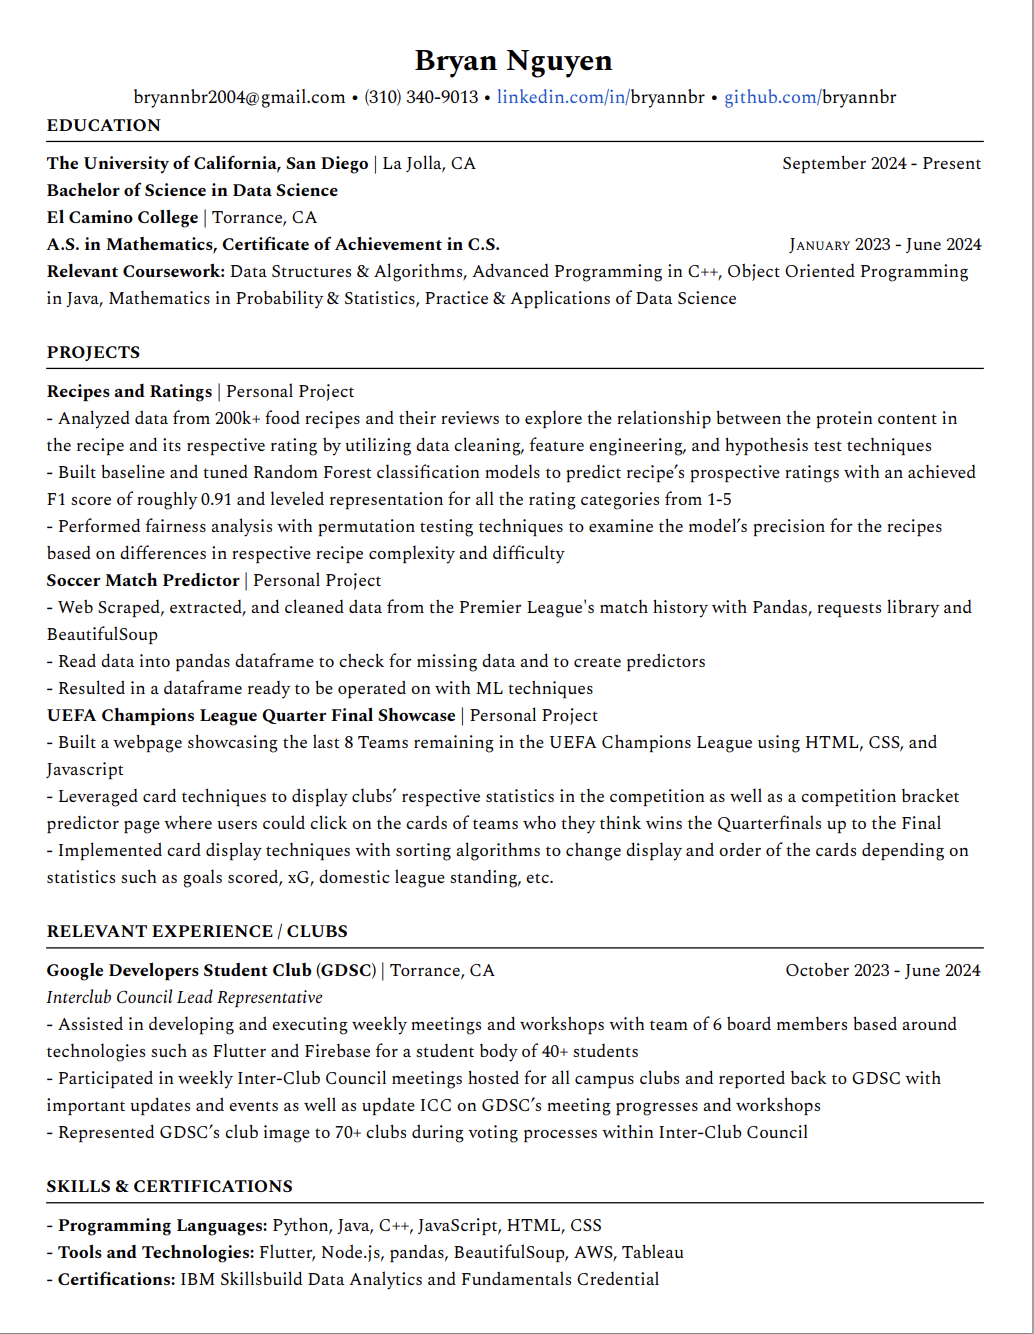 Bryan Nguyen
bryannbr2004@gmail.com • (310) 340-9013 • linkedin.com/in/bryannbr • github.com/bryannbr
EDUCATION
The University of California, San Diego | La Jolla, CA September 2024 - Present
Bachelor of Science in Data Science
El Camino College | Torrance, CA
A.S. in Mathematics, Certificate of Achievement in C.S. January 2023 - June 2024
Relevant Coursework: Data Structures & Algorithms, Advanced Programming in C++, Object Oriented Programming
in Java, Mathematics in Probability & Statistics, Practice & Applications of Data Science
PROJECTS
Recipes and Ratings | Personal Project
- Analyzed data from 200k+ food recipes and their reviews to explore the relationship between the protein content in
the recipe and its respective rating by utilizing data cleaning, feature engineering, and hypothesis test techniques
- Built baseline and tuned Random Forest classification models to predict recipe's prospective ratings with an achieved
F1 score of roughly 0.91 and leveled representation for all the rating categories from 1-5
- Performed fairness analysis with permutation testing techniques to examine the model's precision for the recipes
based on differences in respective recipe complexity and difficulty
Soccer Match Predictor | Personal Project
- Web Scraped, extracted, and cleaned data from the Premier League's match history with Pandas, requests library and
BeautifulSoup
- Read data into pandas dataframe to check for missing data and to create predictors
- Resulted in a dataframe ready to be operated on with ML techniques
UEFA Champions League Quarter Final Showcase | Personal Project
- Built a webpage showcasing the last 8 Teams remaining in the UEFA Champions League using HTML, CSS, and
Javascript
- Leveraged card techniques to display clubs' respective statistics in the competition as well as a competition bracket
predictor page where users could click on the cards of teams who they think wins the Quarterfinals up to the Final
- Implemented card display techniques with sorting algorithms to change display and order of the cards depending on
statistics such as goals scored, xG, domestic league standing, etc.
RELEVANT EXPERIENCE / CLUBS
Google Developers Student Club (GDSC) | Torrance, CA October 2023 - June 2024
Interclub Council Lead Representative
- Assisted in developing and executing weekly meetings and workshops with team of 6 board members based around
technologies such as Flutter and Firebase for a student body of 40+ students
- Participated in weekly Inter-Club Council meetings hosted for all campus clubs and reported back to GDSC with
important updates and events as well as update ICC on GDSC's meeting progresses and workshops
- Represented GDSC's club image to 70+ clubs during voting processes within Inter-Club Council
SKILLS & CERTIFICATIONS
- Programming Languages: Python, Java, C++, JavaScript, HTML, CSS
- Tools and Technologies: Flutter, Node.js, pandas, BeautifulSoup, AWS, Tableau
- Certifications: IBM Skillsbuild Data Analytics and Fundamentals Credential